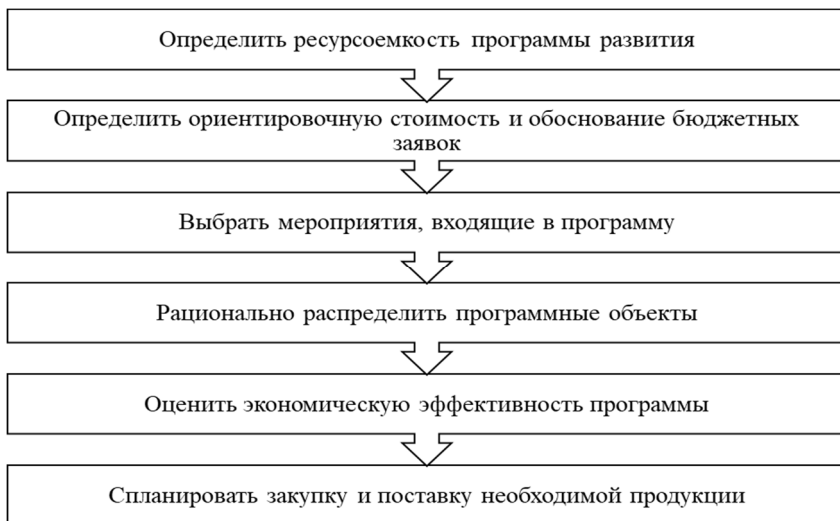 Определить ресурсоемкость программы развития
Определить ориентировочную стоимость и обоснование бюджетных
заявок
Выбрать мероприятия, входящие в программу
Рационально распределить программные объекты
Оценить экономическую эффективность программы
Спланировать закупку и поставку необходимой продукции